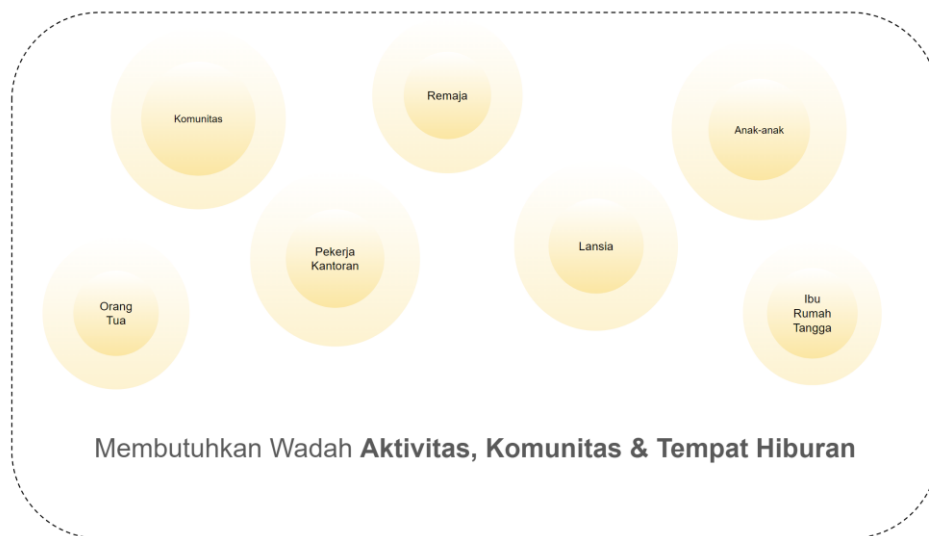 Komunitas
Remaja
Anak-anak
Pekerja
Kantoran
Lansia
Orang
Tua
Ibu
Rumah
Tangga
Membutuhkan Wadah Aktivitas, Komunitas & Tempat Hiburan